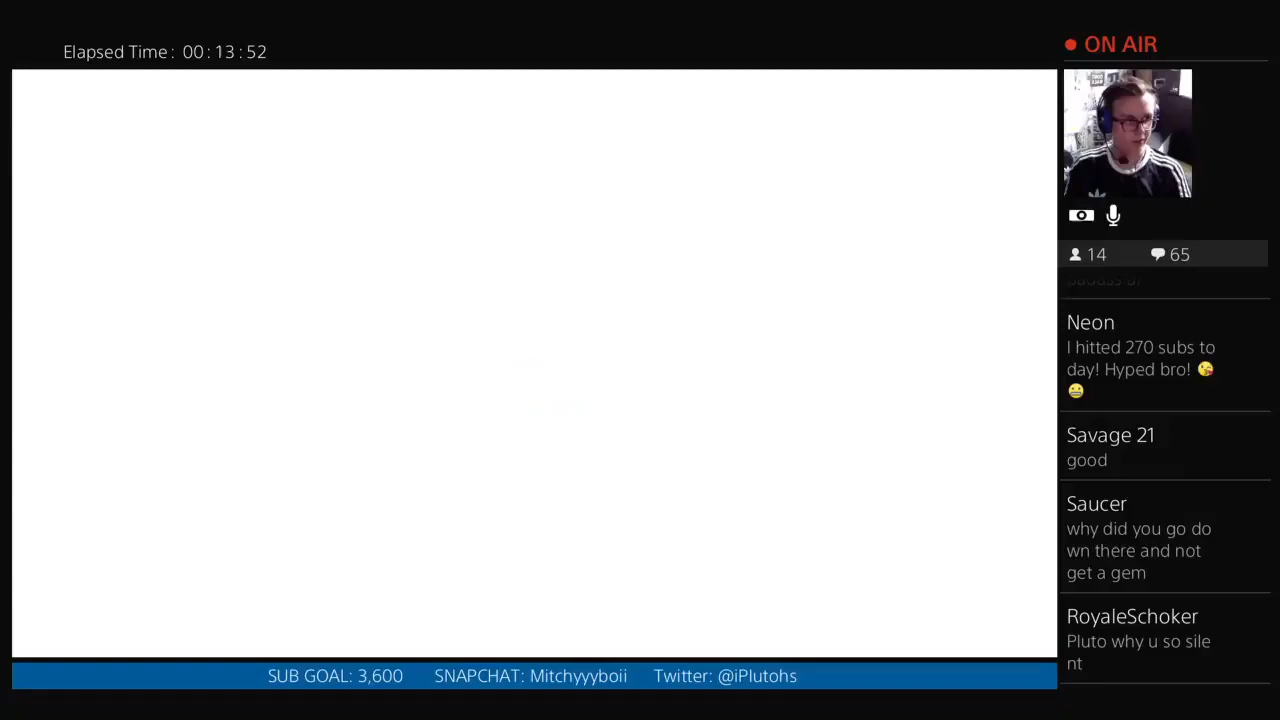 Elapsed Time: 00:13:52
ON AIR
14 65
Neon
I hitted 270 subs to
day! Hyped bro! 😘
😬
Savage 21
good
Saucer
why did you go do
wn there and not
get a gem
RoyaleSchoker
Pluto why u so sile
nt
SUB GOAL: 3,600 SNAPCHAT: Mitchyyyboii Twitter: @iPlutohs